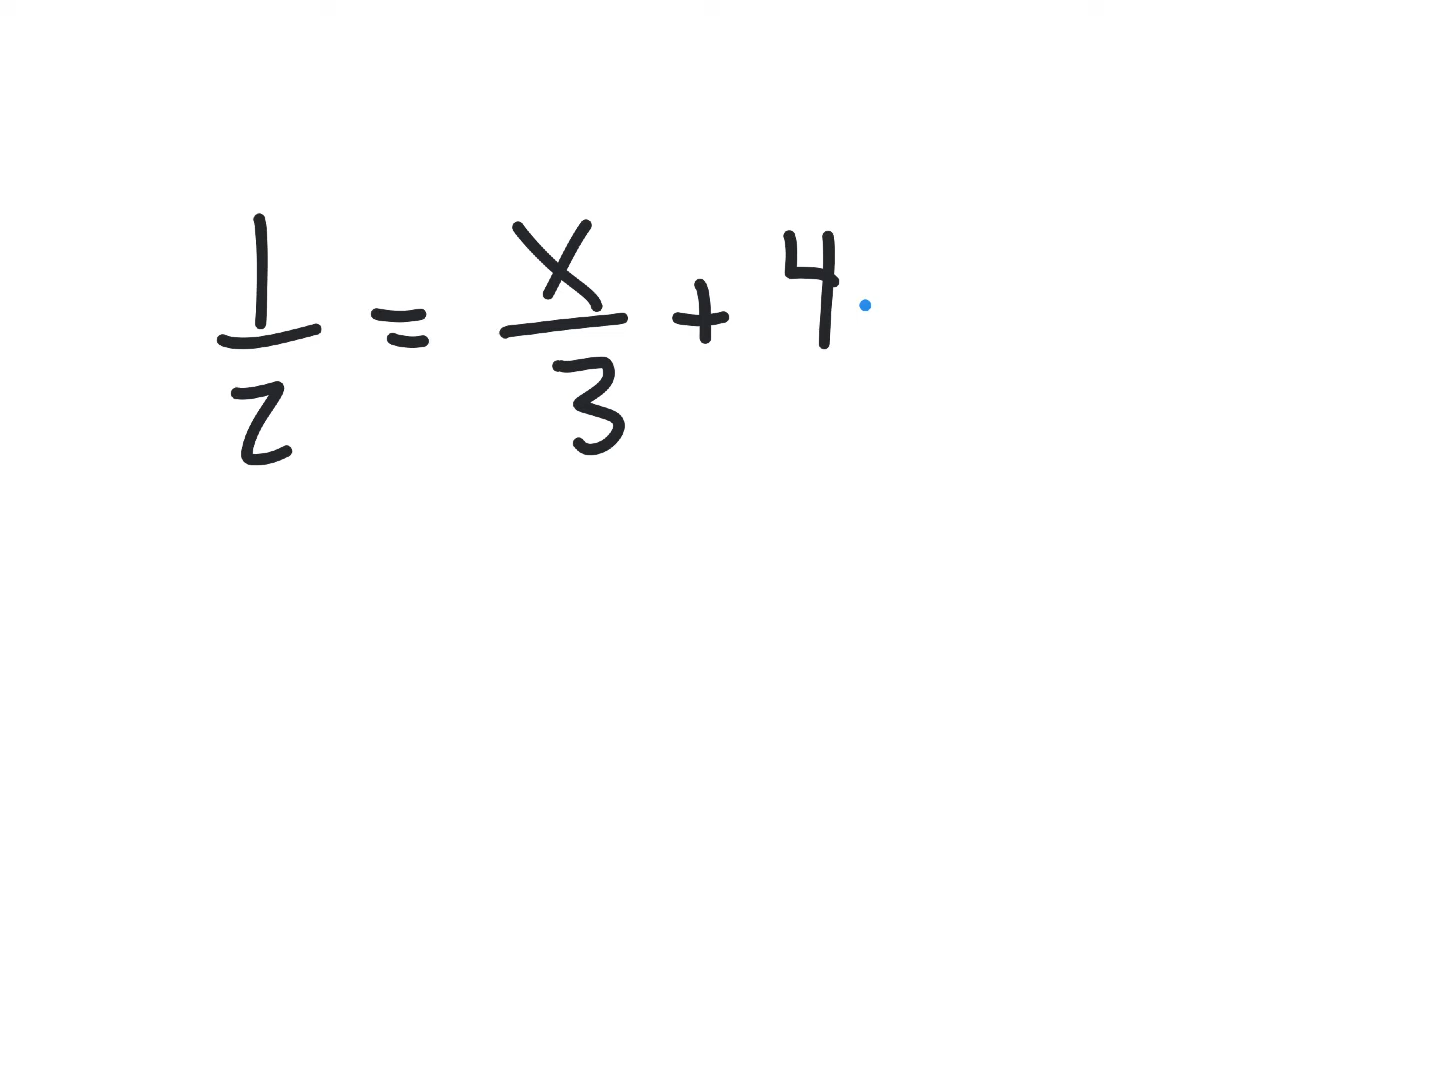 1/2 = x/3 + 4